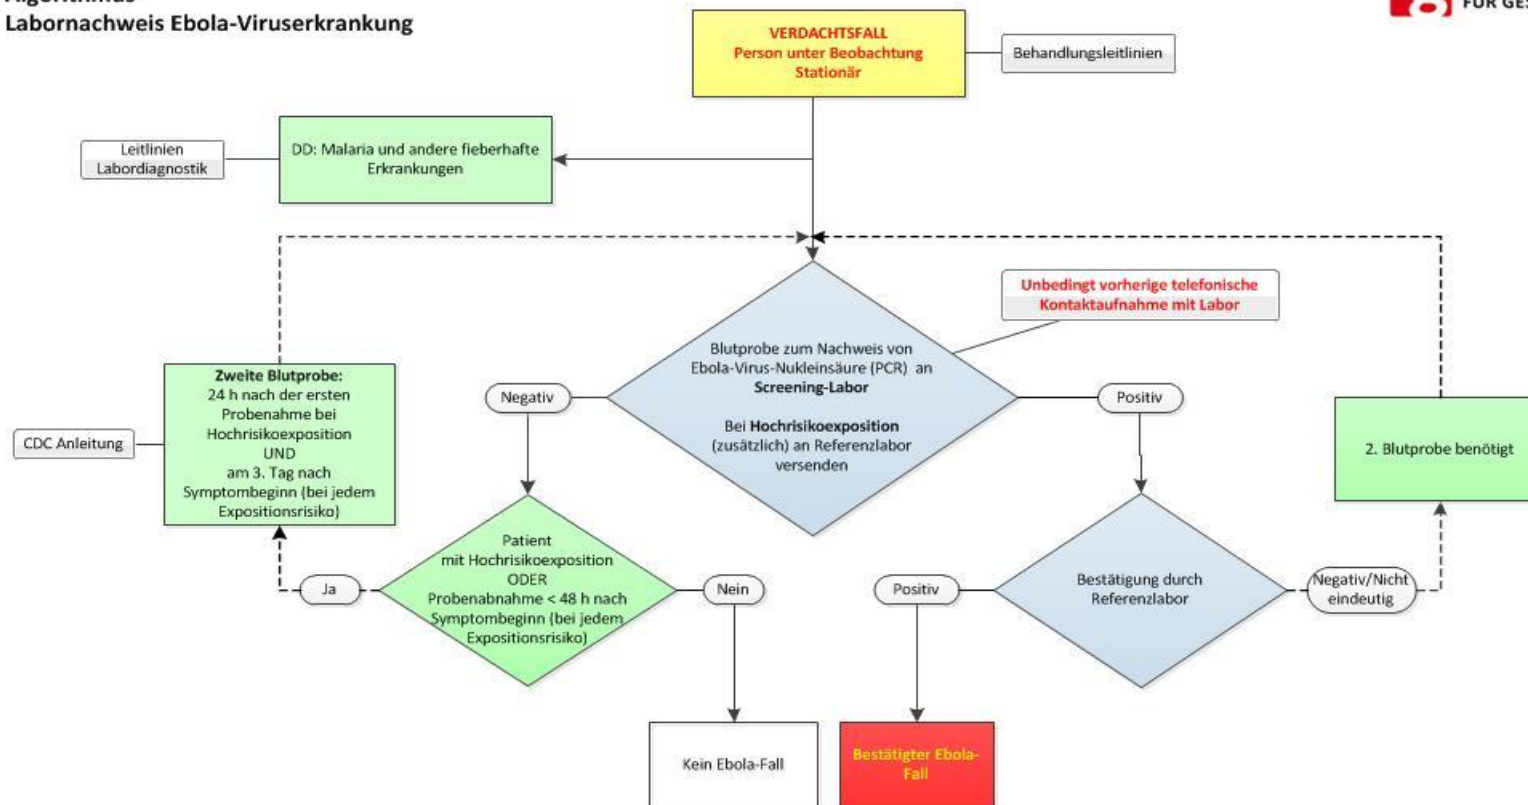 Labornachweis Ebola-Viruserkrankung
FÜR GES
VERDACHTSFALL
Person unter Beobachtung
Stationär
Behandlungsleitlinien
Leitlinien
Labordiagnostik
DD: Malaria und andere fieberhafte
Erkrankungen
Unbedingt vorherige telefonische
Kontaktaufnahme mit Labor
Blutprobe zum Nachweis von
Ebola-Virus-Nukleinsäure (PCR) an
Screening-Labor
Bei Hochrisikoexposition
(zusätzlich) an Referenzlabor
versenden
Negativ
Positiv
CDC Anleitung
Zweite Blutprobe:
24 h nach der ersten
Probenahme bei
Hochrisikoexposition
UND
am 3. Tag nach
Symptombeginn (bei jedem
Expositionsrisiko)
2. Blutprobe benötigt
Ja
Patient
mit Hochrisikoexposition
ODER
Probenabnahme < 48 h nach
Symptombeginn (bei jedem
Expositionsrisiko)
Nein
Positiv
Bestätigung durch
Referenzlabor
Negativ/Nicht
eindeutig
Kein Ebola-Fall
Bestätigter Ebola-
Fall